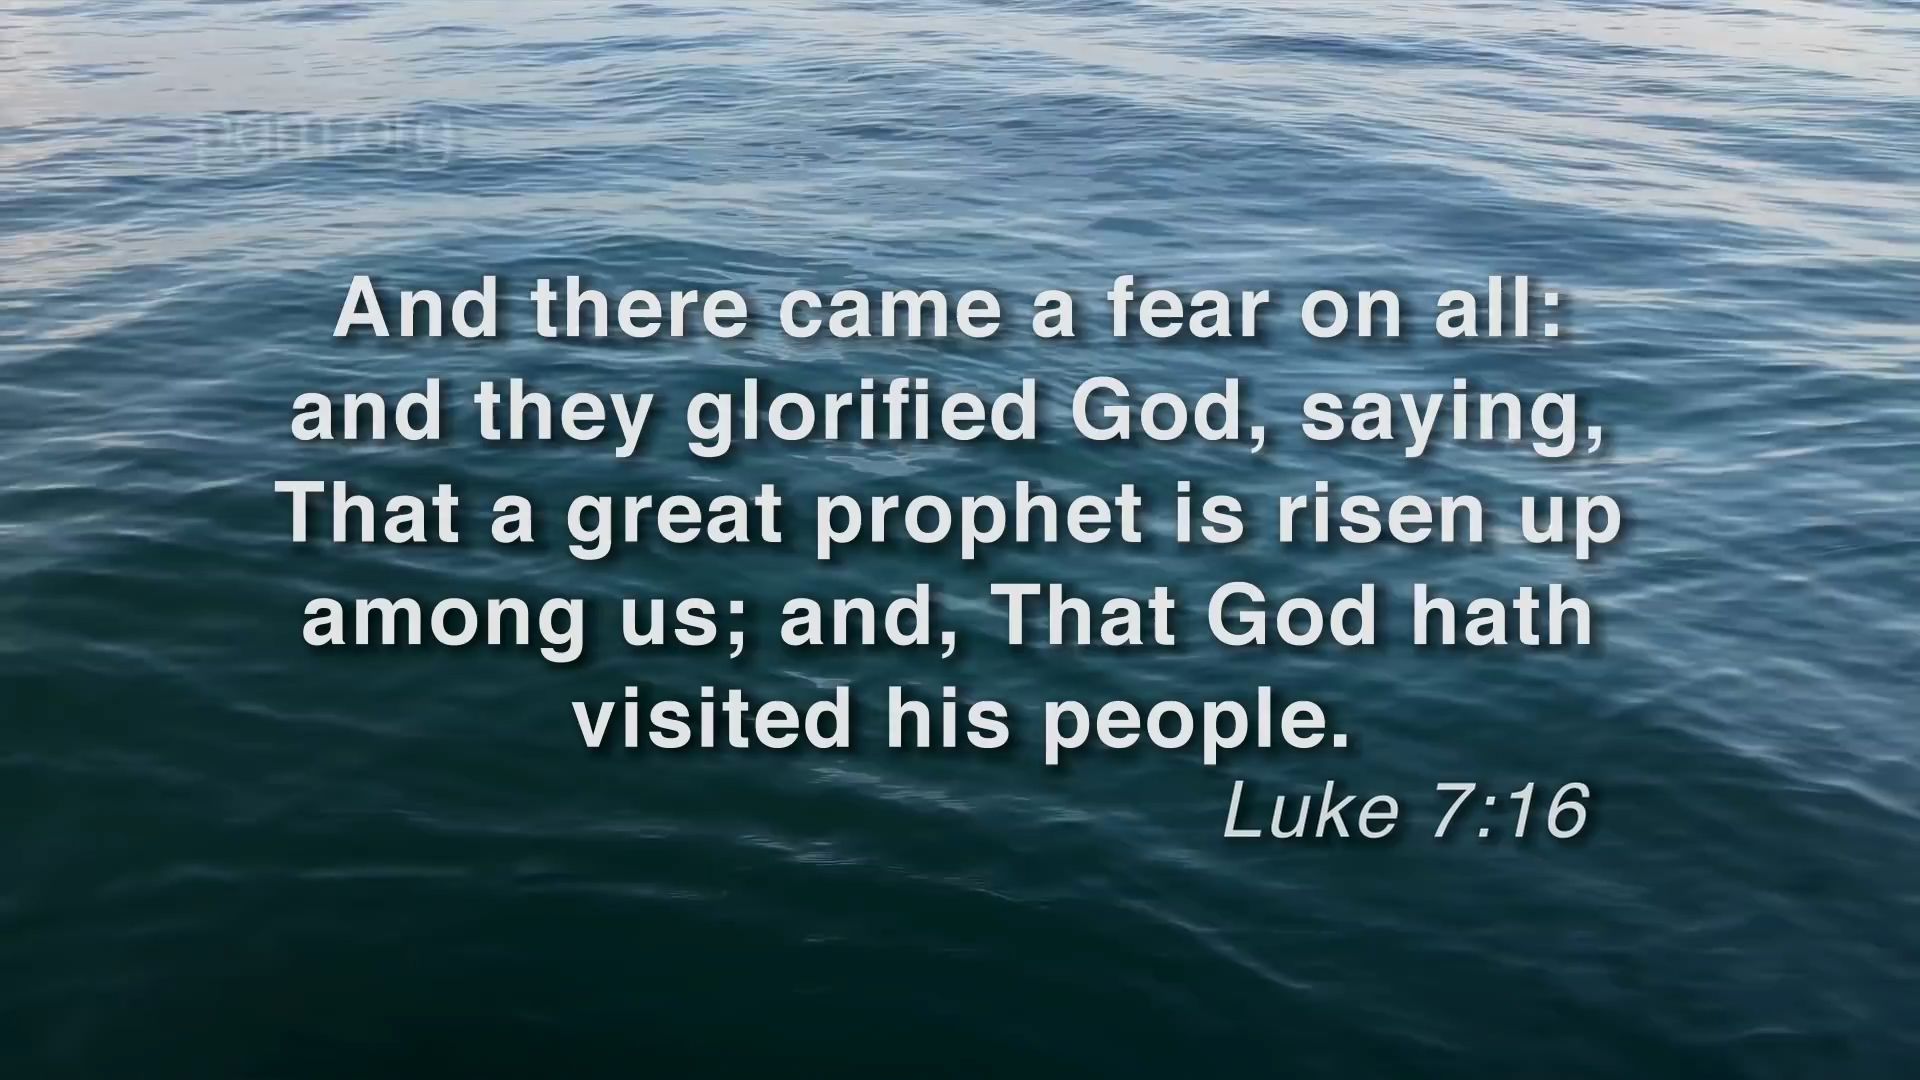 And there came a fear on all:
and they glorified God, saying,
That a great prophet is risen up
among us; and, That God hath
visited his people.
Luke 7:16